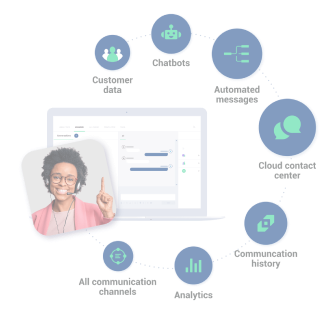 Chatbots
Customer
data
Automated
messages
Cloud contact
center
Communcation
history
All communication
channels
Analytics